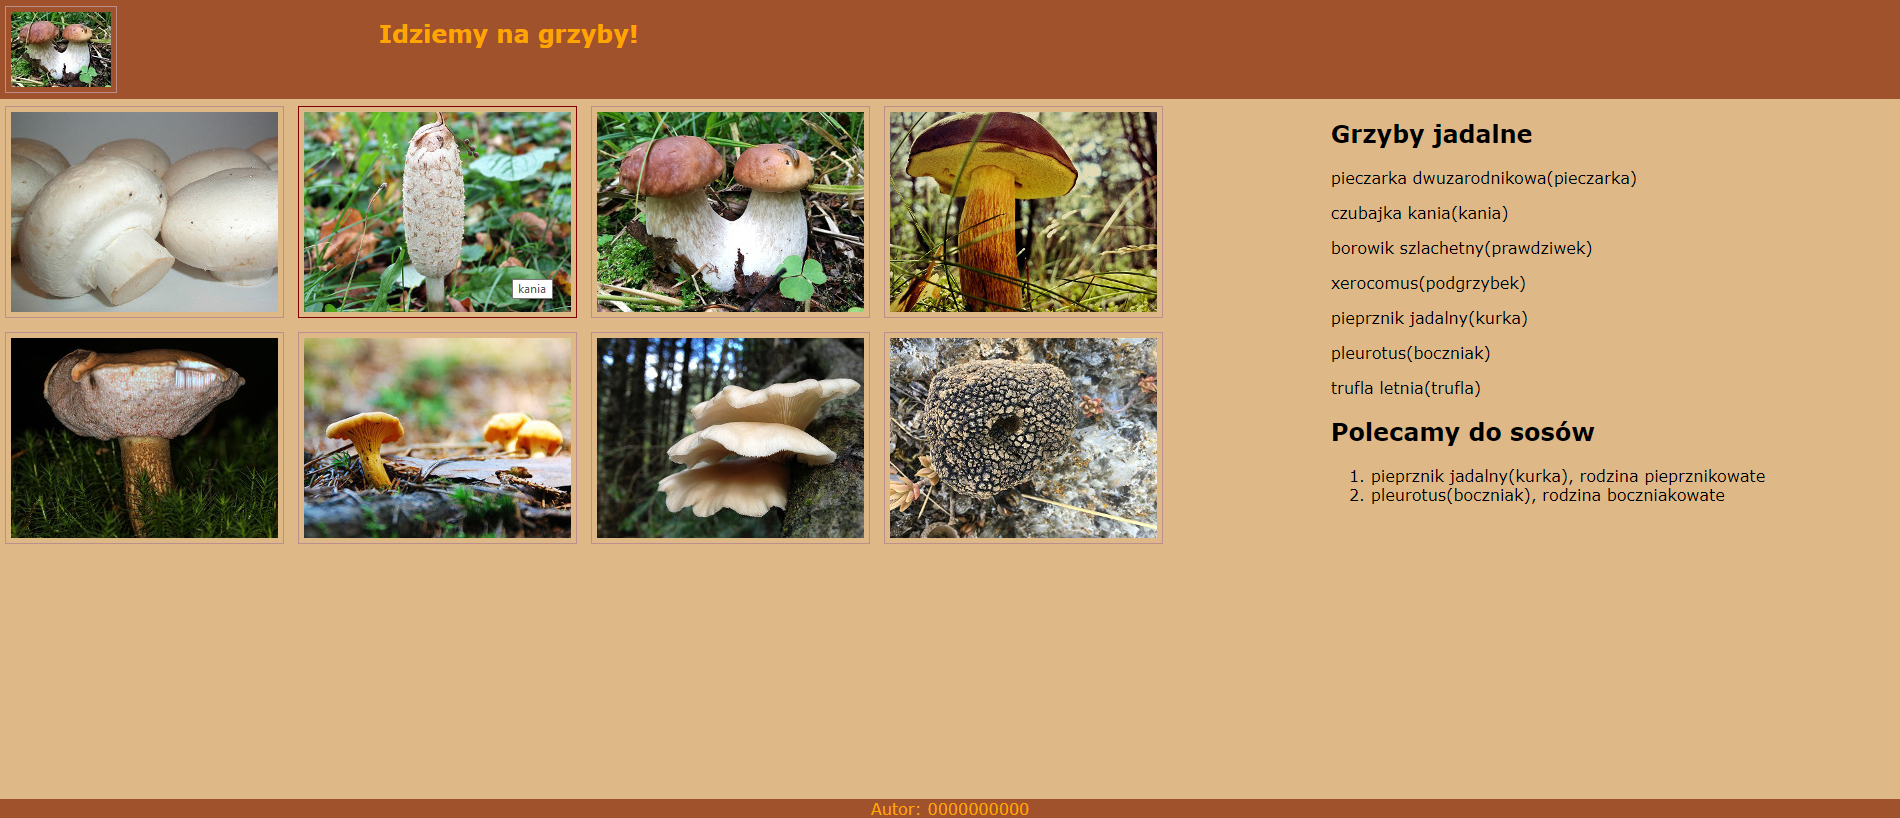 Idziemy na grzyby!
kania
Grzyby jadalne
pieczarka dwuzarodnikowa(pieczarka)
czubajka kania(kania)
borowik szlachetny(prawdziwek)
xerocomus(podgrzybek)
pieprznik jadalny(kurka)
pleurotus(boczniak)
trufla letnia(trufla)
Polecamy do sosów
1. pieprznik jadalny(kurka), rodzina pieprznikowate
2. pleurotus(boczniak), rodzina boczniakowate
Autor: 0000000000